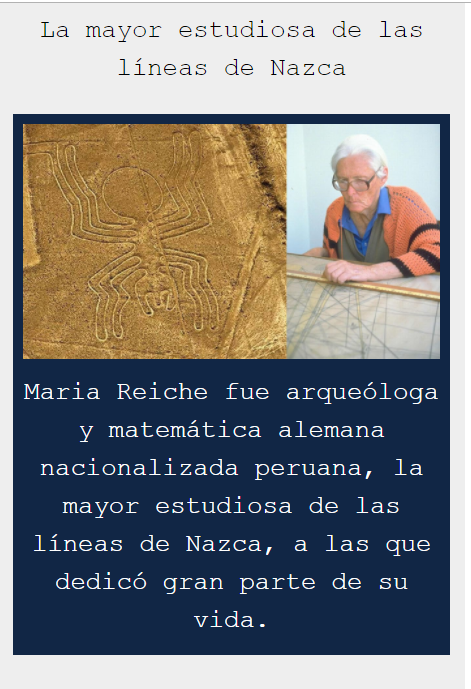 La mayor estudiosa de las
líneas de Nazca
Maria Reiche fue arqueóloga
y matemática alemana
nacionalizada peruana, la
mayor estudiosa de las
líneas de Nazca, a las que
dedicó gran parte de su
vida.